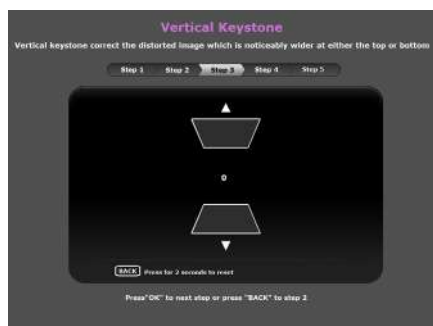 Vertical Keystone
Vertical keystone correct the distorted image which is noticeably wider at either the top or bottom
Step 1 Step 2 Step 3 Step 4 Step 5
0
BACK Press for 2 seconds to reset
Press"OK" to next step or press "BACK" to step 2